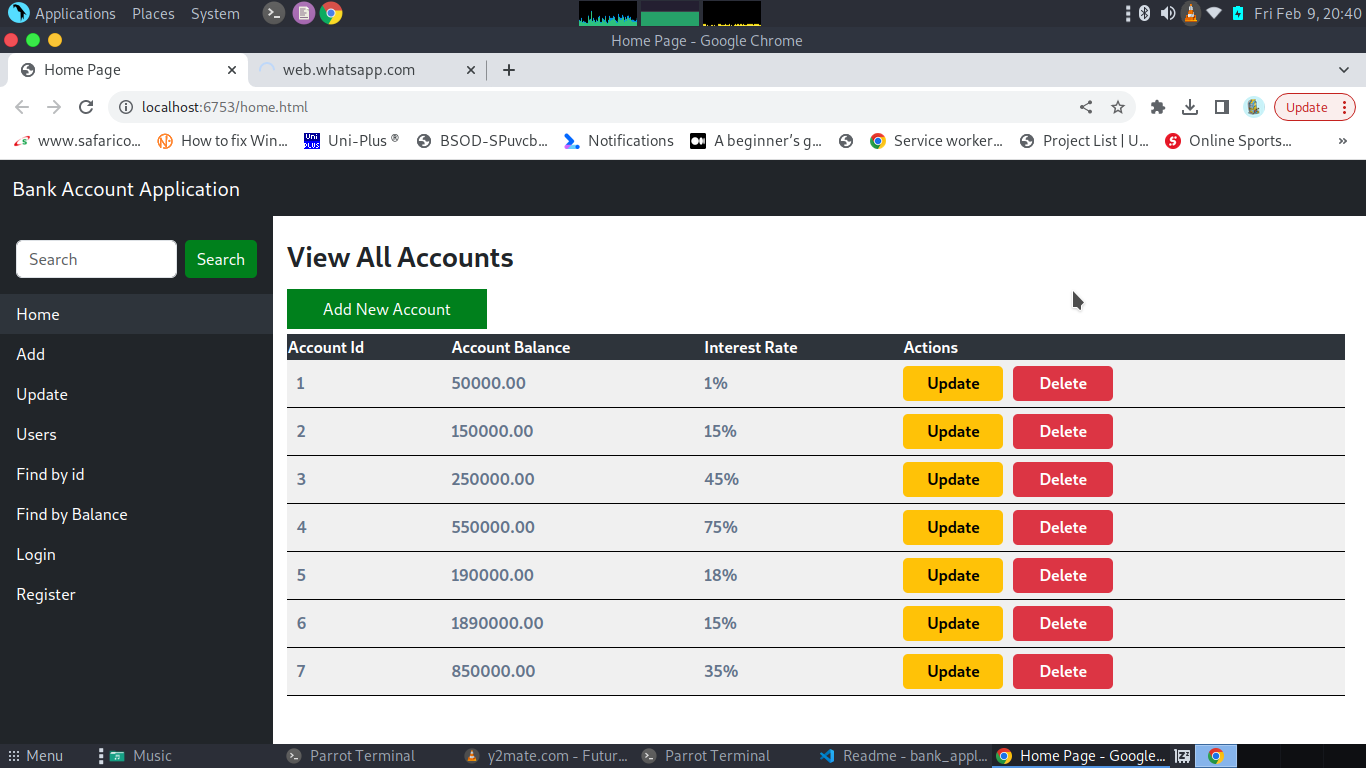 Applications Places System Fri Feb 9, 20:40
Home Page - Google Chrome
Home Page web.whatsapp.com
localhost:6753/home.html Update
www.safarico... How to fix Win... Uni-Plus ® BSOD-SPuvcb... Notifications A beginner's g... Service worker... Project List | U... Online Sports... »
Bank Account Application
Search Search
Home
Add
Update
Users
Find by id
Find by Balance
Login
Register
View All Accounts
Add New Account
Account Id Account Balance Interest Rate Actions
1 50000.00 1% Update Delete
2 150000.00 15% Update Delete
3 250000.00 45% Update Delete
4 550000.00 75% Update Delete
5 190000.00 18% Update Delete
6 1890000.00 15% Update Delete
7 850000.00 35% Update Delete
Menu Music Parrot Terminal y2mate.com - Futur... Parrot Terminal Readme - bank_appl... Home Page - Google...